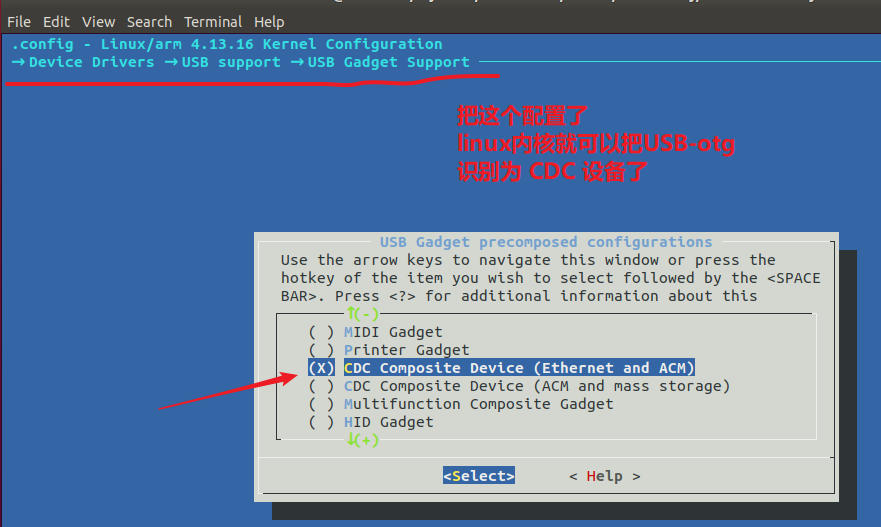 File Edit View Search Terminal Help
.config - Linux/arm 4.13.16 Kernel Configuration
→Device Drivers →USB support →USB Gadget Support
把这个配置了
linux内核就可以把USB-otg
识别为 CDC 设备了
USB Gadget precomposed configurations
Use the arrow keys to navigate this window or press the
hotkey of the item you wish to select followed by the <SPACE
BAR>. Press <?> for additional information about this
↑(-)
( ) MIDI Gadget
( ) Printer Gadget
(X) CDC Composite Device (Ethernet and ACM)
( ) CDC Composite Device (ACM and mass storage)
( ) Multifunction Composite Gadget
( ) HID Gadget
↓(+)
<Select> < Help >